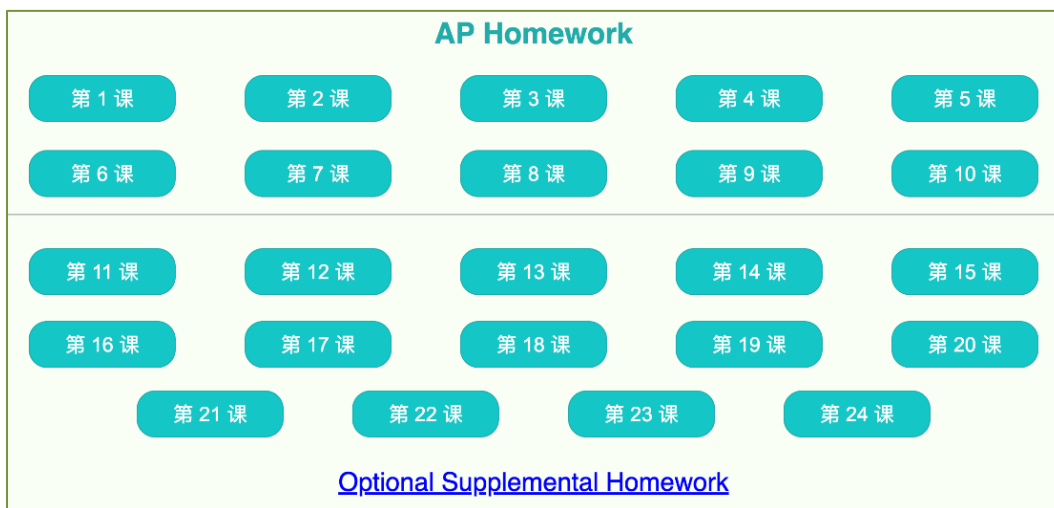 AP Homework
第 1 课 第 2 课 第 3 课 第 4 课 第 5 课
第 6 课 第 7 课 第 8 课 第 9 课 第 10 课
第 11 课 第 12 课 第 13 课 第 14 课 第 15 课
第 16 课 第 17 课 第 18 课 第 19 课 第 20 课
第 21 课 第 22 课 第 23 课 第 24 课
Optional Supplemental Homework